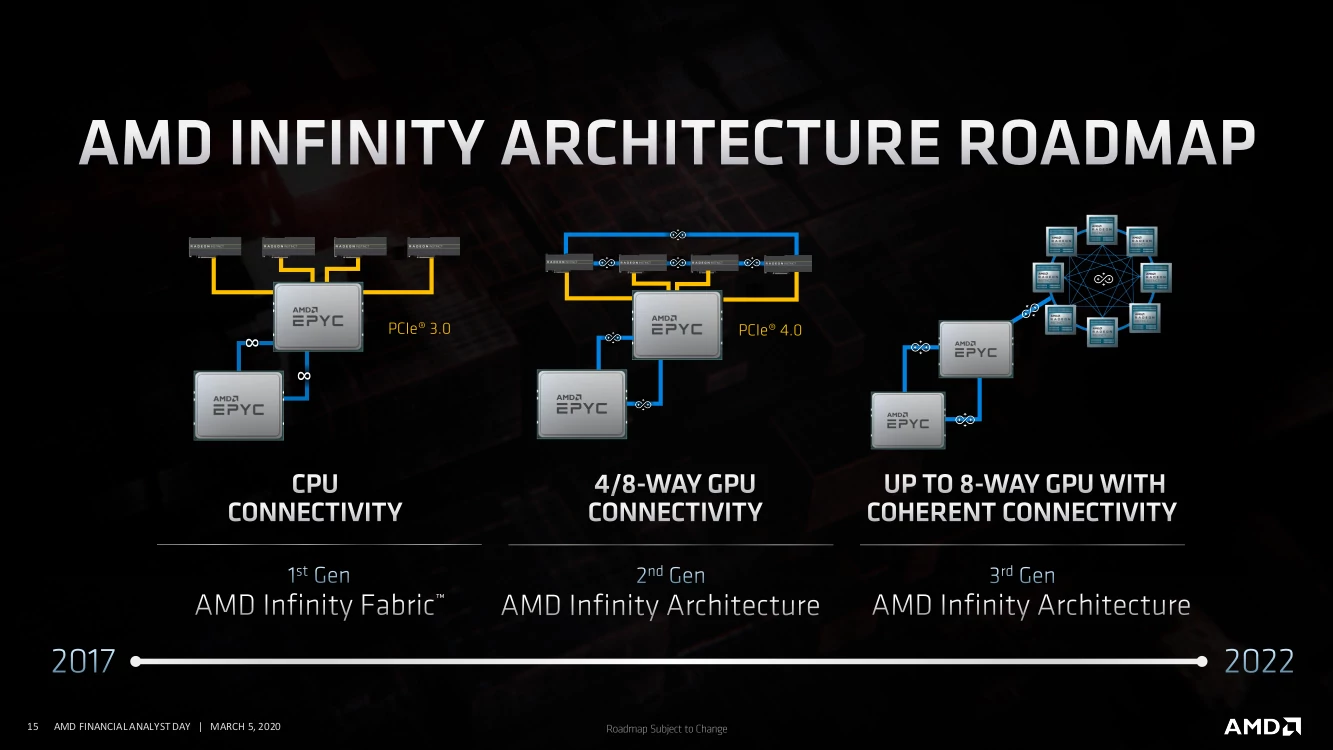 AMD INFINITY ARCHITECTURE ROADMAP
AMD
EPYC
PCIe® 3.0
AMD
EPYC
AMD
EPYC
PCIe® 4.0
AMD
EPYC
AMD
EPYC
AMD
EPYC
CPU
CONNECTIVITY
4/8-WAY GPU
CONNECTIVITY
UP TO 8-WAY GPU WITH
COHERENT CONNECTIVITY
1st Gen
AMD Infinity Fabric™
2nd Gen
AMD Infinity Architecture
3rd Gen
AMD Infinity Architecture
2017
2022
15 AMD FINANCIAL ANALYST DAY | MARCH 5, 2020
Roadmap Subject to Change
AMD